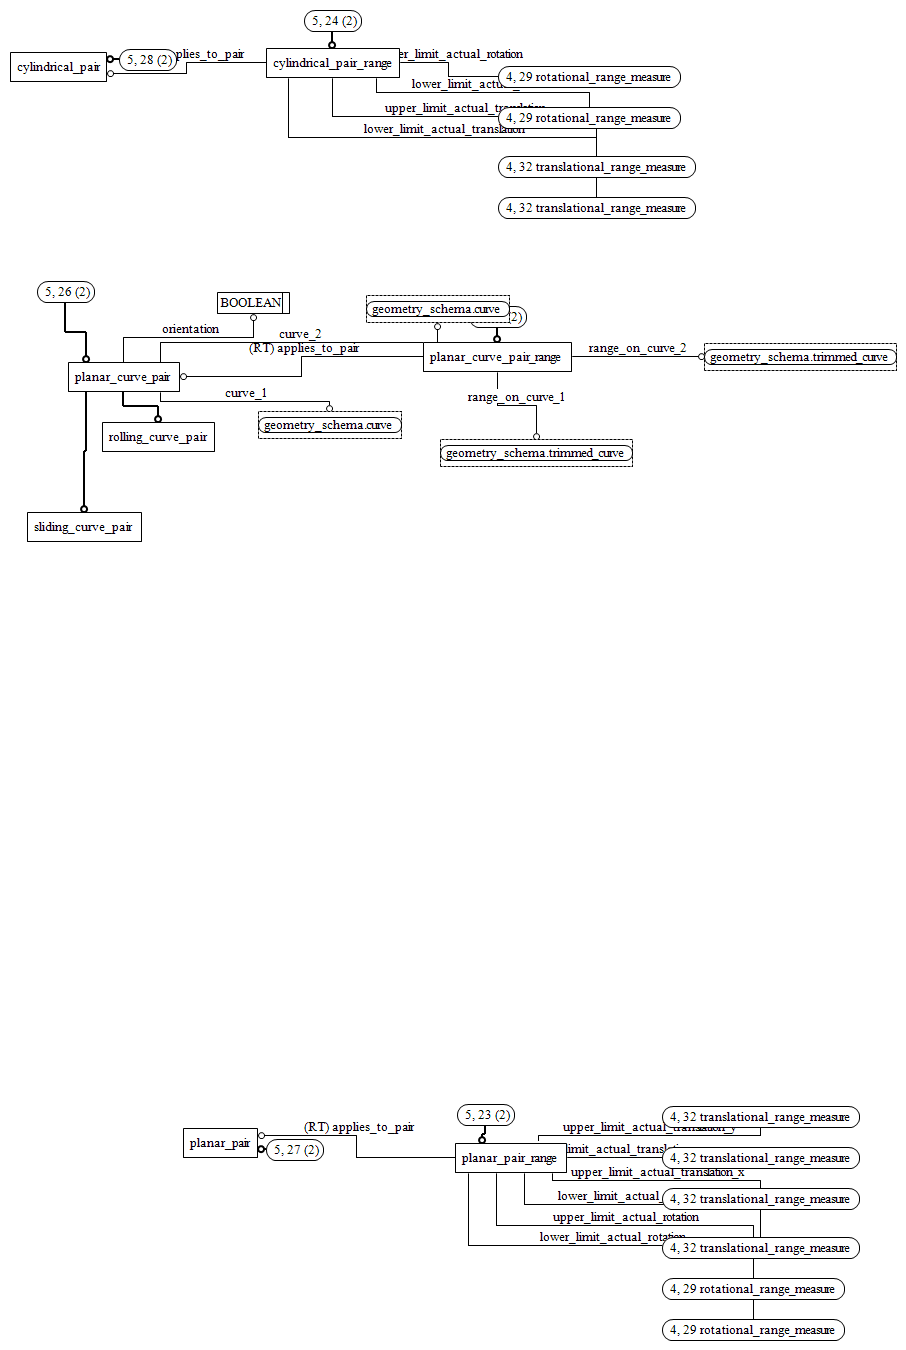 5, 24 (2)
cylindrical_pair
5, 28 (2)
plies_to_pair
cylindrical_pair_range
er_limit_actual_rotation
4, 29 rotational_range_measure
lower_limit_actual_
upper_limit_actual_translation
4, 29 rotational_range_measure
lower_limit_actual_translation
4, 32 translational_range_measure
4, 32 translational_range_measure
5, 26 (2)
BOOLEAN
geometry_schema.curve
2)
orientation
curve_2
(RT) applies_to_pair
planar_curve_pair_range
range_on_curve_2
geometry_schema.trimmed_curve
planar_curve_pair
curve_1
range_on_curve_1
geometry_schema.curve
rolling_curve_pair
geometry_schema.trimmed_curve
sliding_curve_pair
5, 23 (2)
4, 32 translational_range_measure
(RT) applies_to_pair
upper_limit_actual_translation_y
planar_pair
5, 27 (2)
limit_actual_translati
planar_pair_range
4, 32 translational_range_measure
upper_limit_actual_translation_x
lower_limit_actual_
4, 32 translational_range_measure
upper_limit_actual_rotation
lower_limit_actual_rotation
4, 32 translational_range_measure
4, 29 rotational_range_measure
4, 29 rotational_range_measure